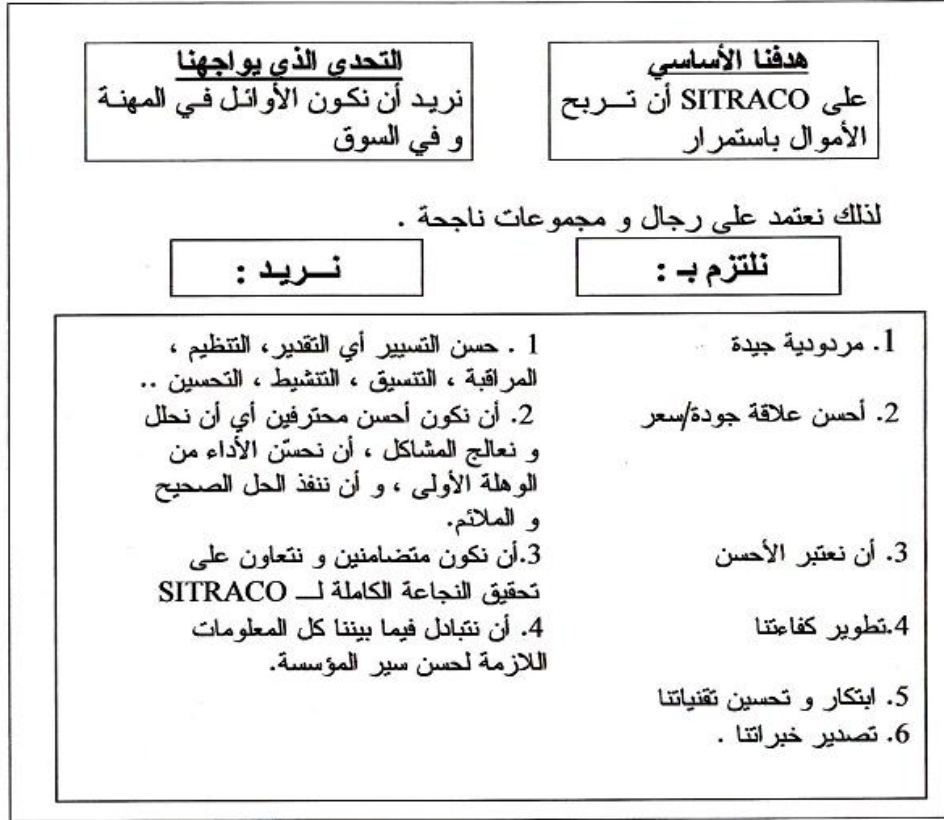 هدفنا الأساسي
على SITRACO أن تــربح
الأموال باستمرار
التحدي الذي يواجهنا
نريد أن نكون الأوائل في المهنة
و في السوق
لذلك نعتمد على رجال و مجموعات ناجحة .
نلتزم بـ :
نــريد :
1. مردودية جيدة
2. أحسن علاقة جودة/سعر
3. أن نعتبر الأحسن
4.تطوير كفاءتنا
5. ابتكار و تحسين تقنياتنا
6. تصدير خبراتنا .
1 . حسن التسيير أي التقدير، التنظيم ،
المراقبة ، التنسيق ، التنشيط ، التحسين ..
2. أن نكون أحسن محترفين أي أن نحلل
و نعالج المشاكل ، أن نحسّن الأداء من
الوهلة الأولى ، و أن ننفذ الحل الصحيح
و الملائم.
3.أن نكون متضامنين و نتعاون على
تحقيق النجاعة الكاملة لــ SITRACO
4. أن نتبادل فيما بيننا كل المعلومات
اللازمة لحسن سير المؤسسة.